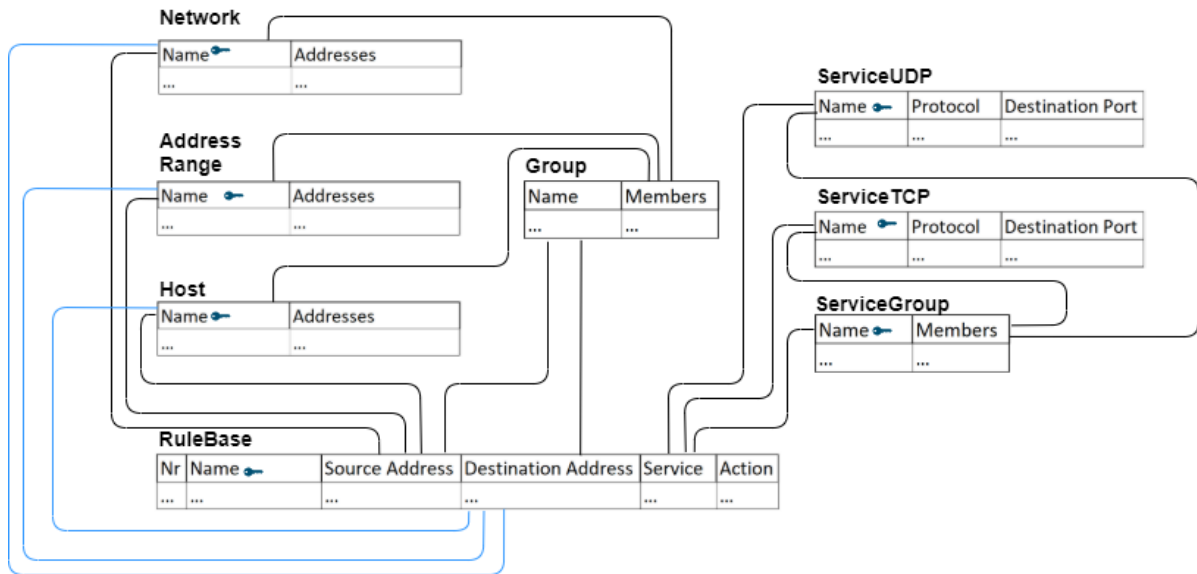 Network
Name Addresses
... ...
Address
Range
Name Addresses
... ...
Host
Name Addresses
... ...
Group
Name Members
... ...
ServiceUDP
Name Protocol Destination Port
... ... ...
ServiceTCP
Name Protocol Destination Port
... ... ...
ServiceGroup
Name Members
... ...
RuleBase
Nr Name Source Address Destination Address Service Action
... ... ... ... ... ...